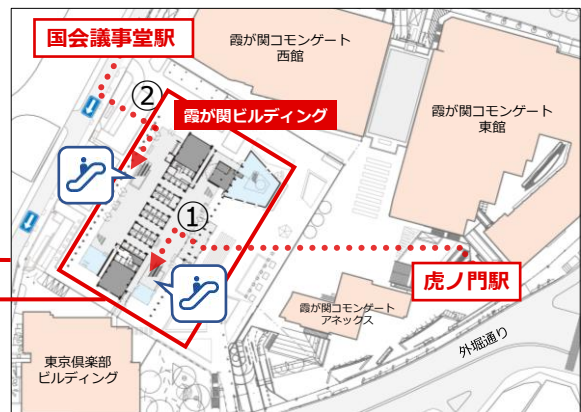 国会議事堂駅
霞が関コモンゲート
西館
②
霞が関ビルディング
霞が関コモンゲート
東館
①
虎ノ門駅
霞が関コモンゲート
アネックス
外堀通り
東京倶楽部
ビルディング